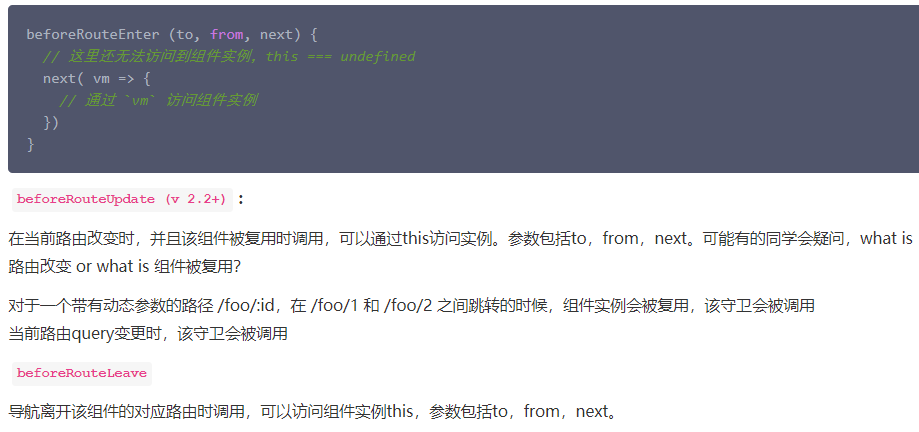 beforeRouteEnter (to, from, next) {
  // 这里还无法访问到组件实例，this === undefined
  next( vm => {
    // 通过 `vm` 访问组件实例
  })
}
beforeRouteUpdate (v 2.2+)：
在当前路由改变时，并且该组件被复用时调用，可以通过this访问实例。参数包括to，from，next。可能有的同学会疑问，what is
路由改变 or what is 组件被复用?
对于一个带有动态参数的路径 /foo/:id，在 /foo/1 和 /foo/2 之间跳转的时候，组件实例会被复用，该守卫会被调用
当前路由query变更时，该守卫会被调用
beforeRouteLeave
导航离开该组件的对应路由时调用，可以访问组件实例this，参数包括to，from，next。